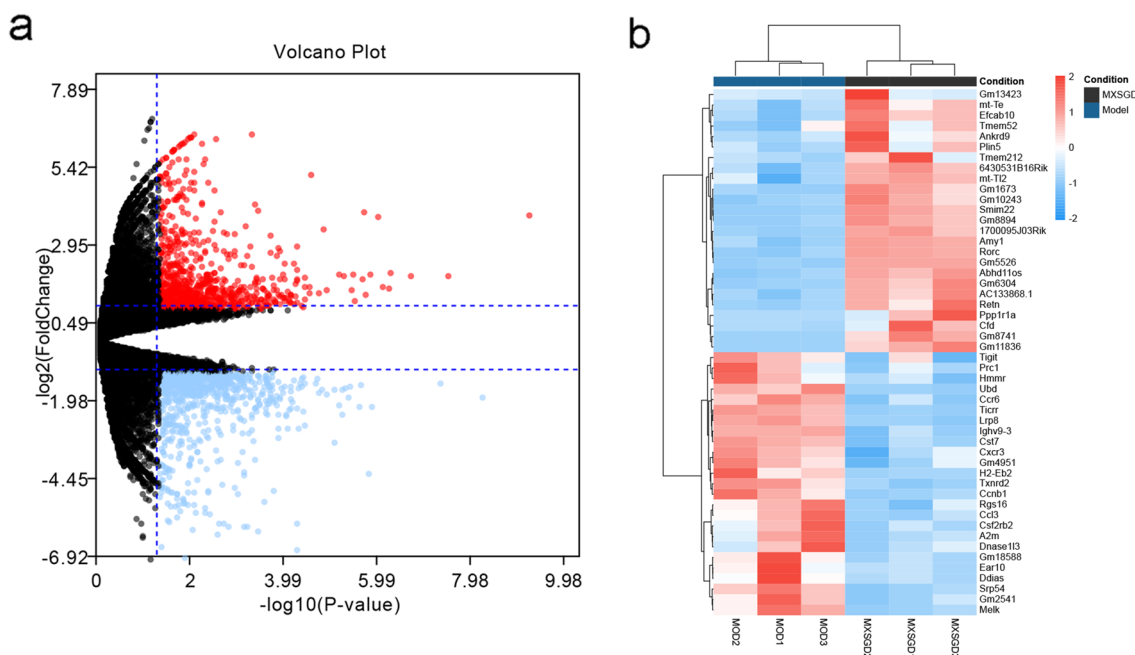 a
Volcano Plot
7.89
5.42
2.95
0.49
-1.98
-4.45
-6.92
-log2(FoldChange)
0
2
3.99
5.99
7.98
9.98
-log10(P-value)
b
Condition
Gm13423
mt-Te
Efcab10
Tmem52
Ankrd9
Plin5
Tmem212
6430531B16Rik
mt-Tl2
Gm1673
Gm10243
Smim22
Gm8894
1700095J03Rik
Amy1
Rorc
Gm5526
Abhd11os
Gm6304
AC133868.1
Retn
Ppp1r1a
Cfd
Gm8741
Gm11836
Tigit
Prc1
Hmmr
Ubd
Ccr6
Ticrr
Lrp8
Ighv9-3
Cst7
Cxcr3
Gm4951
H2-Eb2
Txnrd2
Ccnb1
Rgs16
Ccl3
Csf2rb2
A2m
Dnase1l3
Gm18588
Ear10
Ddias
Srp54
Gm2541
Melk
MOD2
MOD1
MOD3
2
1
0
-1
-2
Condition
MXSGD
Model